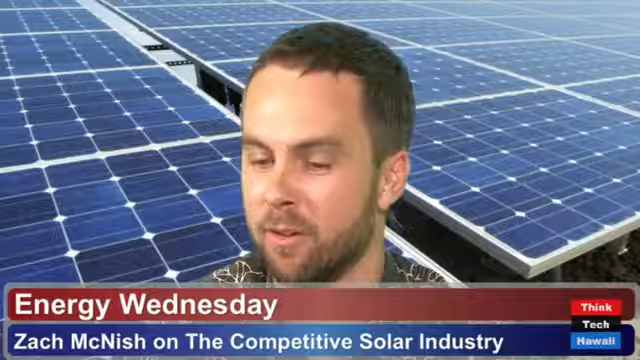 Energy Wednesday
Zach McNish on The Competitive Solar Industry
Think
Tech
Hawaii